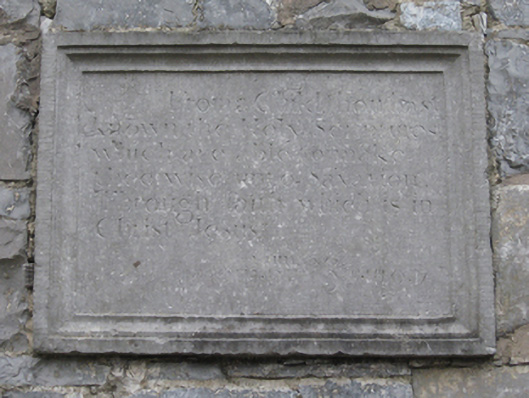 From a Child thou hast
known the Holy scriptures
which are able to make
thee wise unto salvation
through faith which is in
Christ Jesus